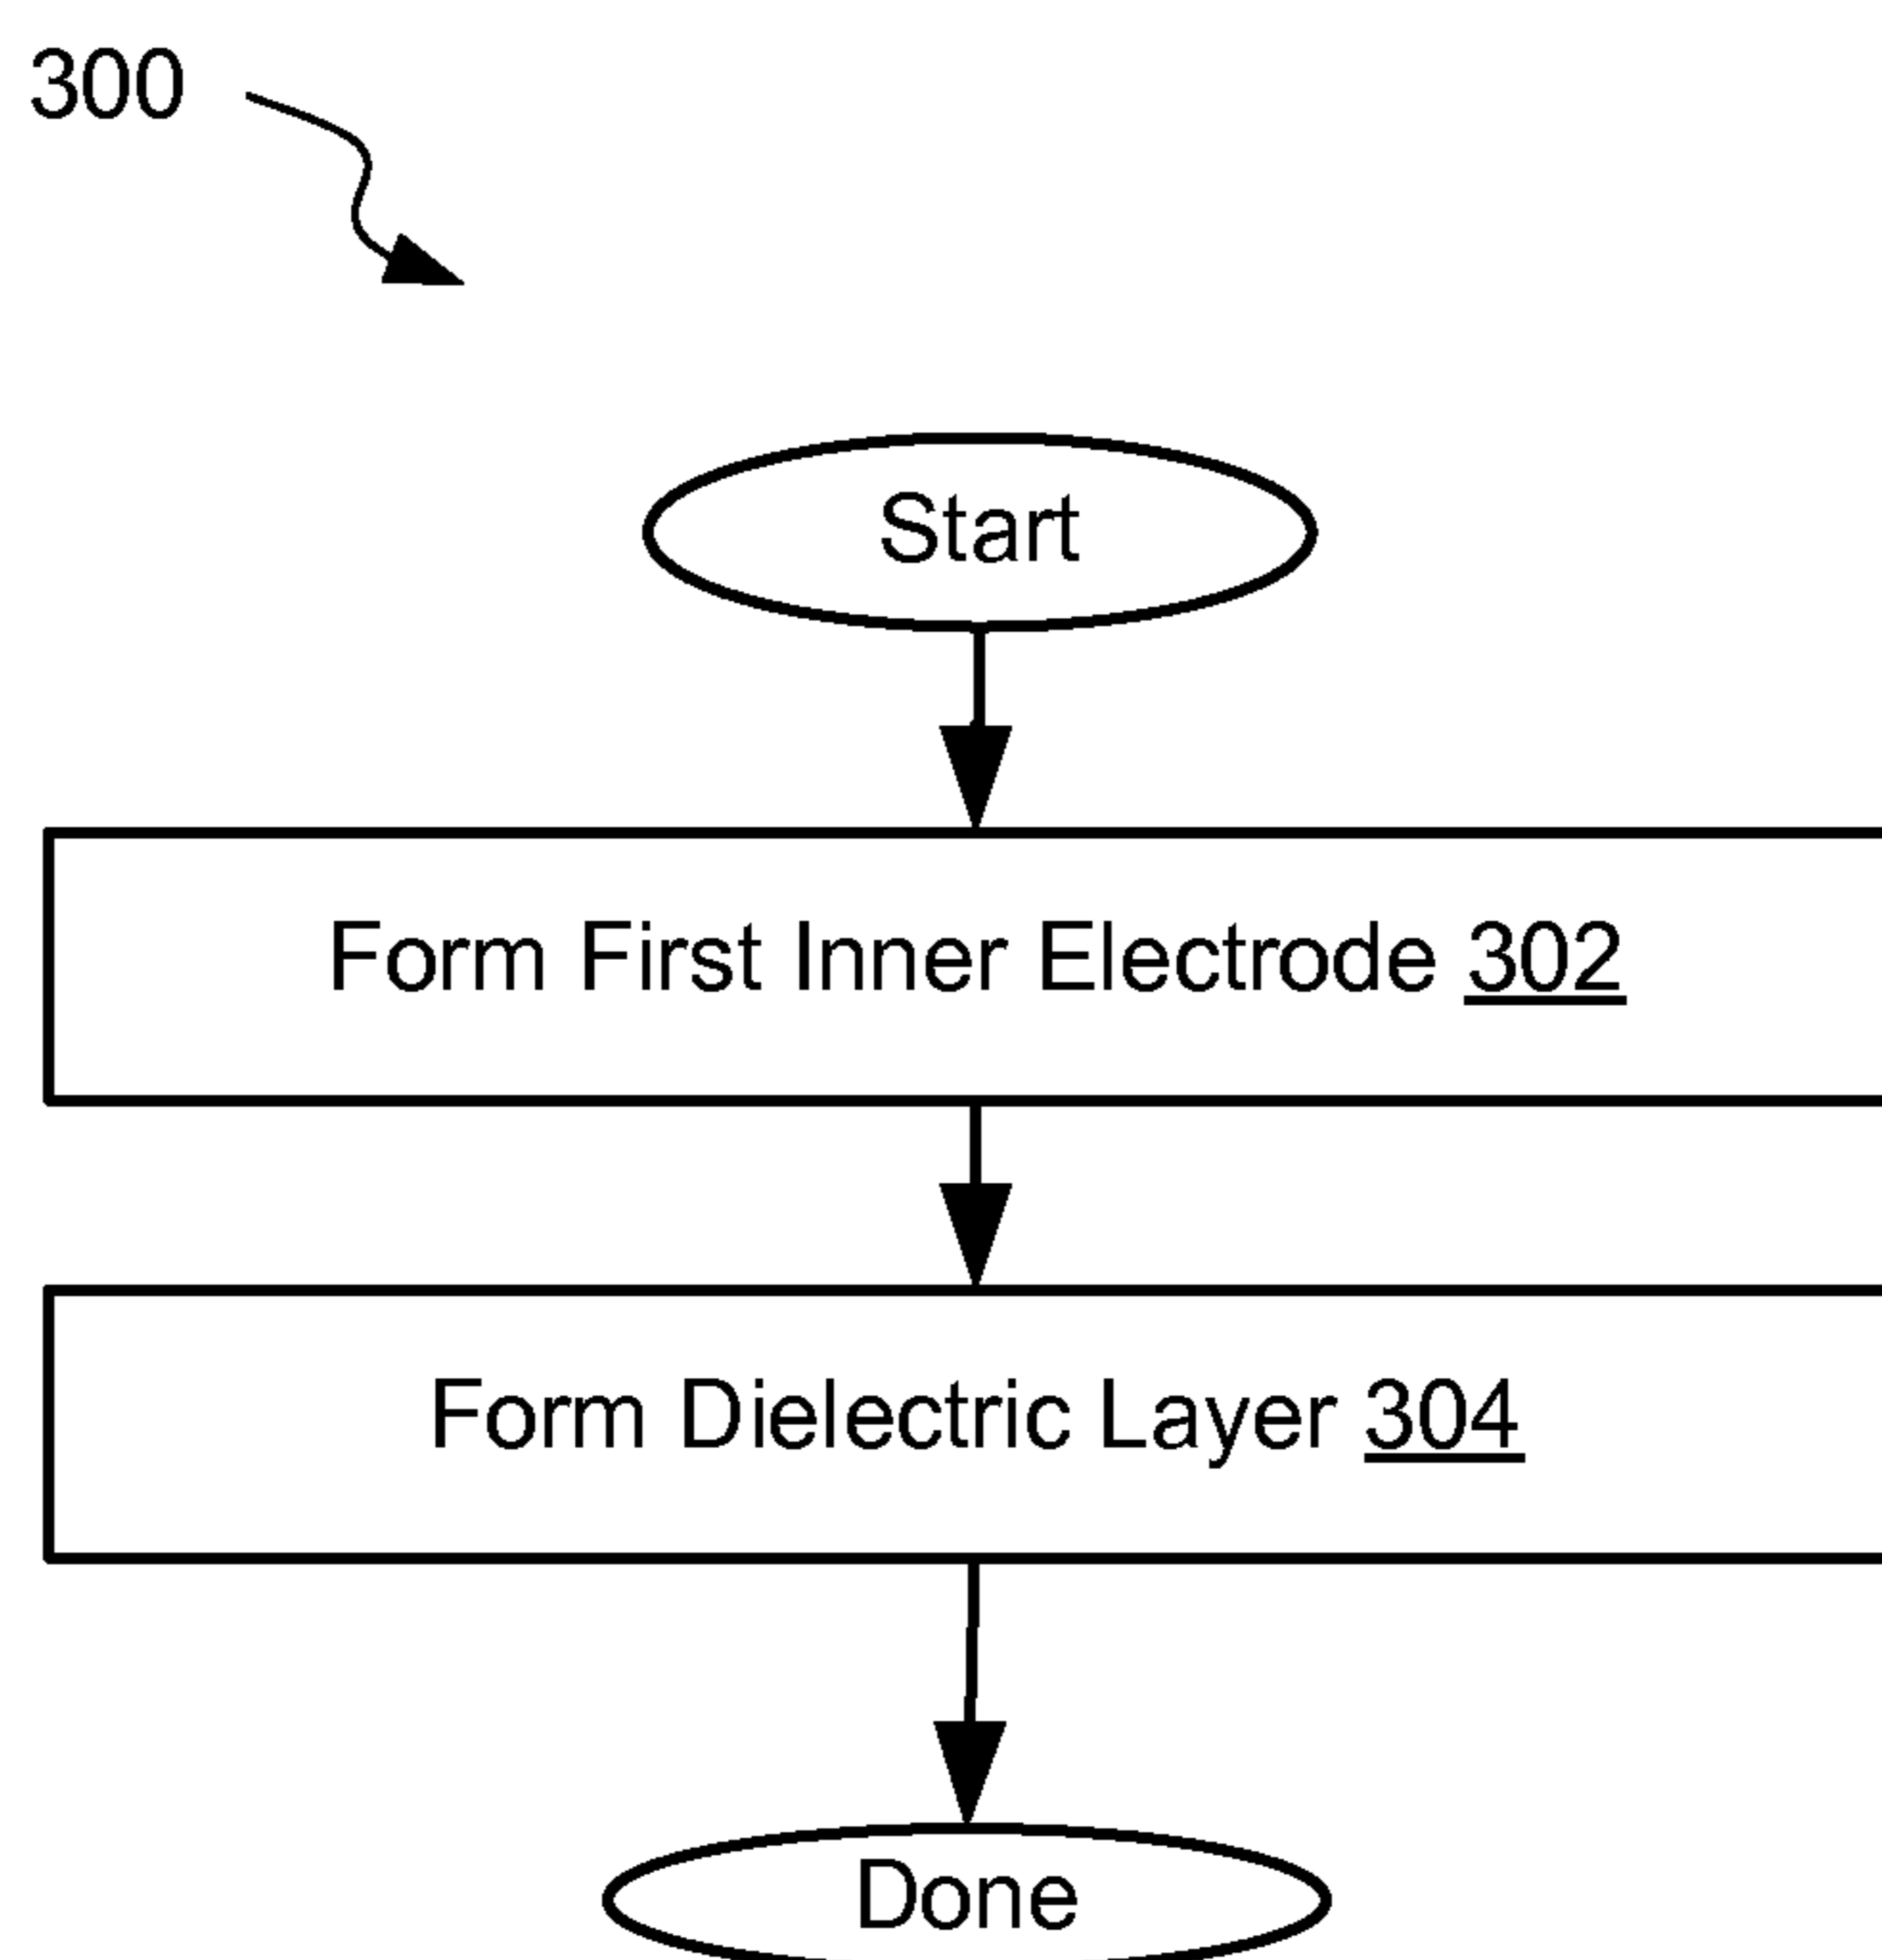 300
Start
Form First Inner Electrode 302
Form Dielectric Layer 304
Done